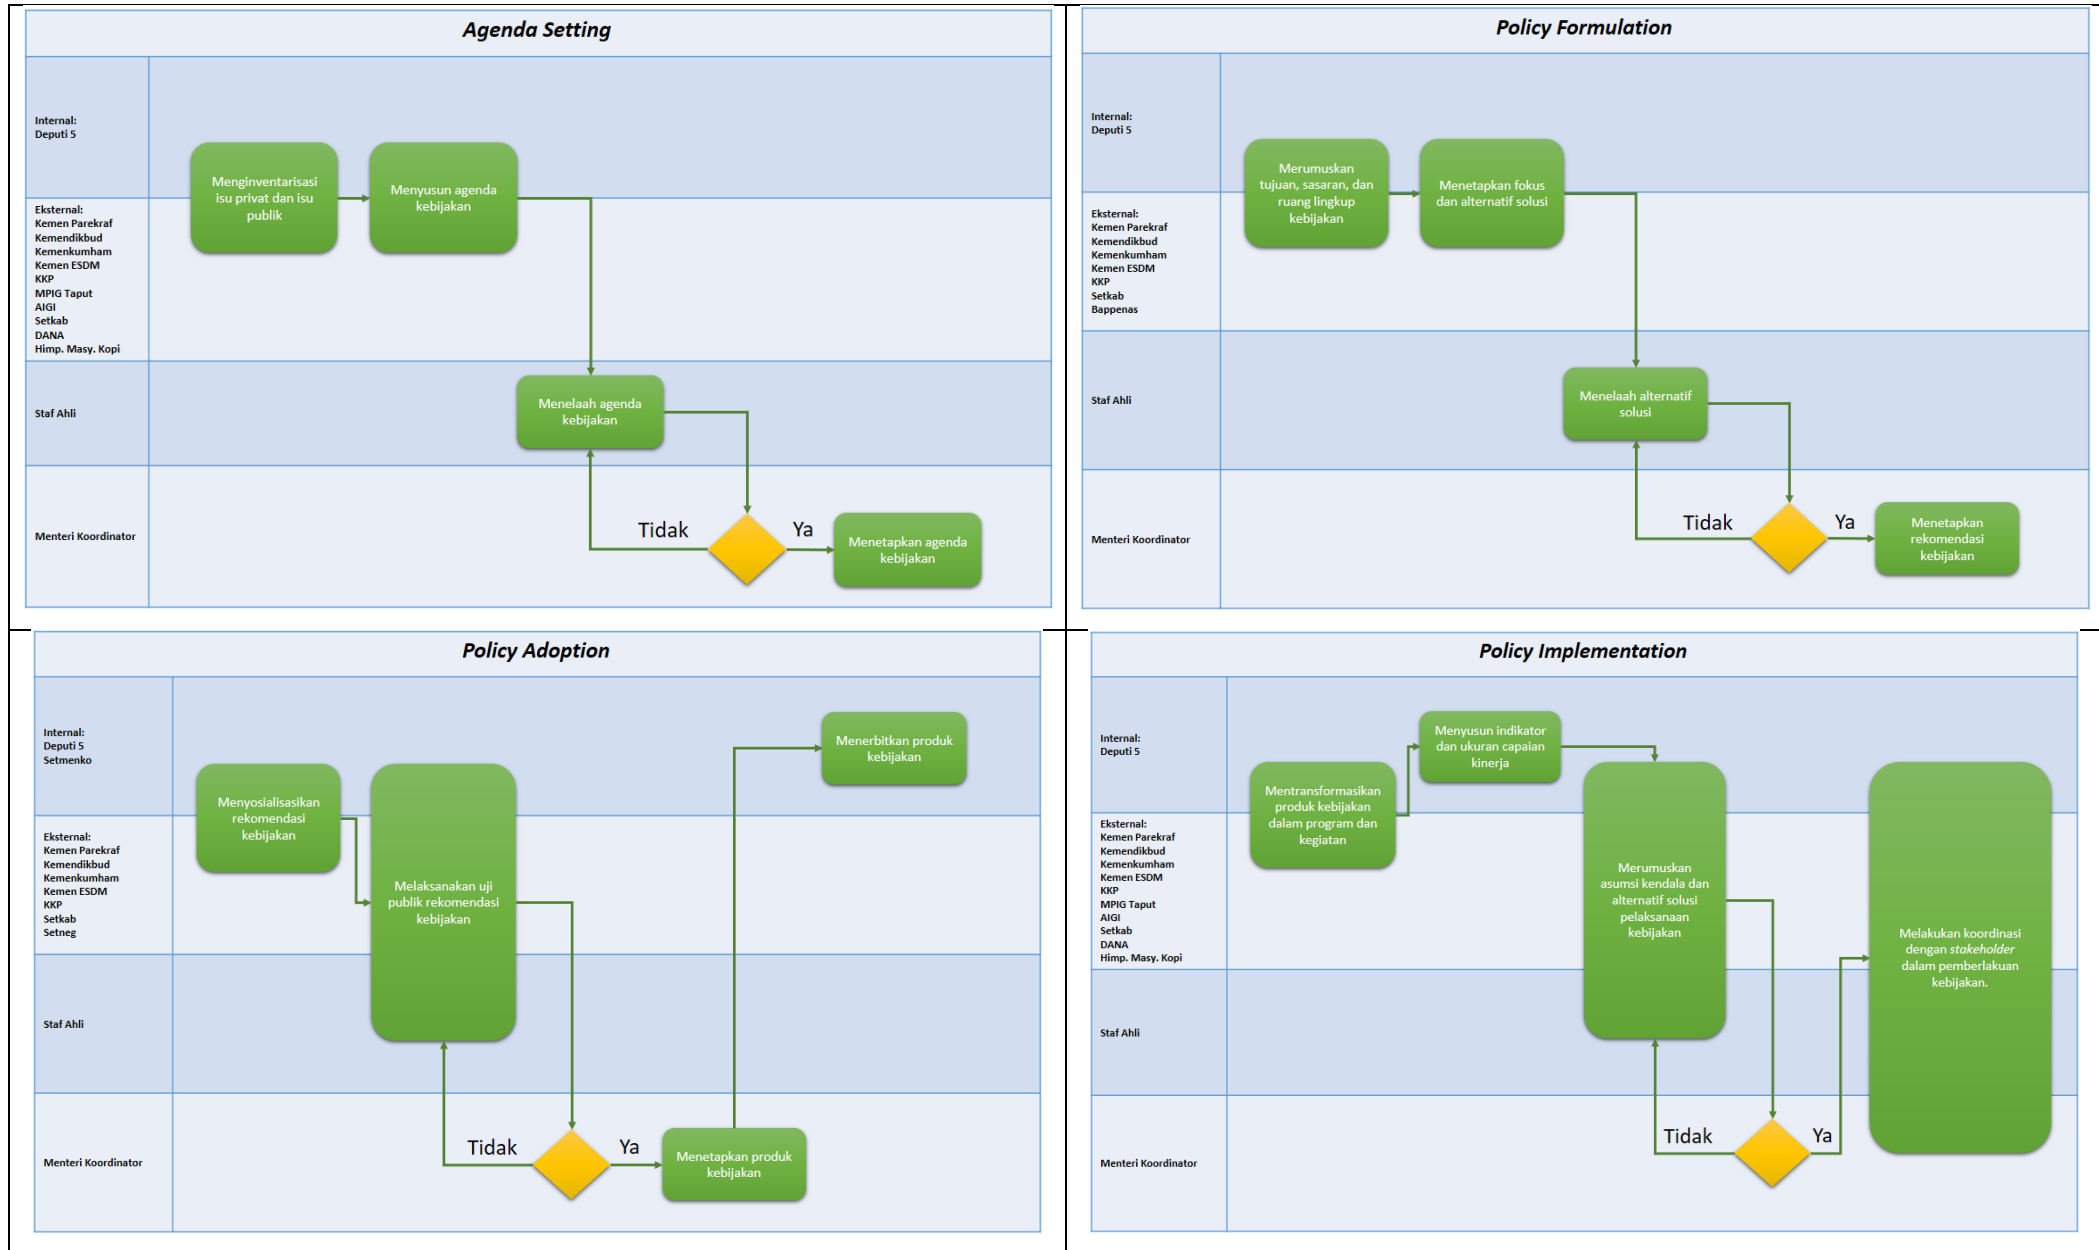 Agenda Setting
Internal:
Deputi 5
Menginventarisasi
isu privat dan isu
publik
Menyusun agenda
kebijakan
Eksternal:
Kemen Parekraf
Kemendikbud
Kemenkumham
Kemen ESDM
KKP
MPIG Taput
AIGI
Setkab
DANA
Himp. Masy. Kopi
Staf Ahli
Menelaah agenda
kebijakan
Menteri Koordinator
Tidak
Ya
Menetapkan agenda
kebijakan
Policy Formulation
Internal:
Deputi 5
Merumuskan
tujuan, sasaran, dan
ruang lingkup
kebijakan
Menetapkan fokus
dan alternatif solusi
Eksternal:
Kemen Parekraf
Kemendikbud
Kemenkumham
Kemen ESDM
KKP
Setkab
Bappenas
Staf Ahli
Menelaah alternatif
solusi
Menteri Koordinator
Tidak
Ya
Menetapkan
rekomendasi
kebijakan
Policy Adoption
Internal:
Deputi 5
Setmenko
Menyosialisasikan
rekomendasi
kebijakan
Menerbitkan produk
kebijakan
Eksternal:
Kemen Parekraf
Kemendikbud
Kemenkumham
Kemen ESDM
KKP
Setkab
Setneg
Melaksanakan uji
publik rekomendasi
kebijakan
Staf Ahli
Menteri Koordinator
Tidak
Ya
Menetapkan produk
kebijakan
Policy Implementation
Internal:
Deputi 5
Mentransformasikan
produk kebijakan
dalam program dan
kegiatan
Menyusun indikator
dan ukuran capaian
kinerja
Eksternal:
Kemen Parekraf
Kemendikbud
Kemenkumham
Kemen ESDM
KKP
MPIG Taput
AIGI
Setkab
DANA
Himp. Masy. Kopi
Merumuskan
asumsi kendala dan
alternatif solusi
pelaksanaan
kebijakan
Melakukan koordinasi
dengan stakeholder
dalam pemberlakuan
kebijakan.
Staf Ahli
Menteri Koordinator
Tidak
Ya